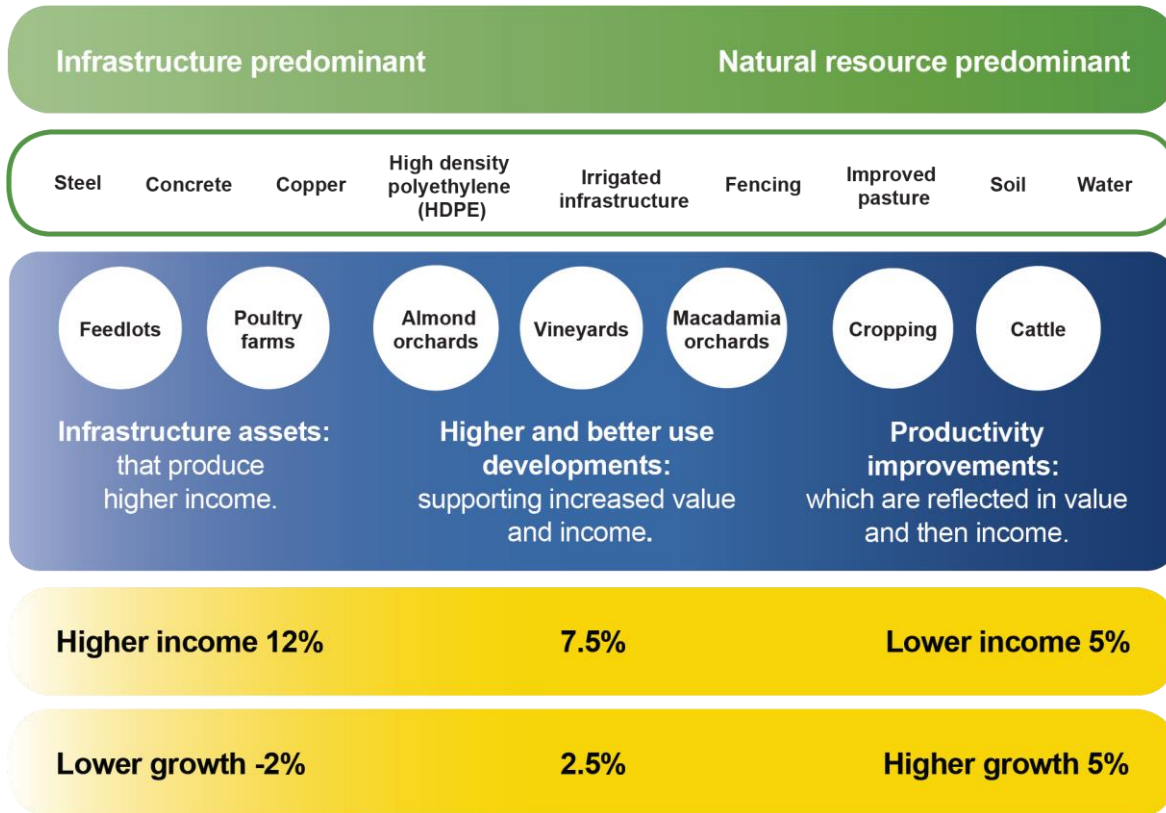 Infrastructure predominant
Natural resource predominant
Steel
Concrete
Copper
High density
polyethylene
(HDPE)
Irrigated
infrastructure
Fencing
Improved
pasture
Soil
Water
Feedlots
Poultry
farms
Almond
orchards
Vineyards
Macadamia
orchards
Cropping
Cattle
Infrastructure assets:
that produce
higher income.
Higher and better use
developments:
supporting increased value
and income.
Productivity
improvements:
which are reflected in value
and then income.
Higher income 12%
7.5%
Lower income 5%
Lower growth -2%
2.5%
Higher growth 5%